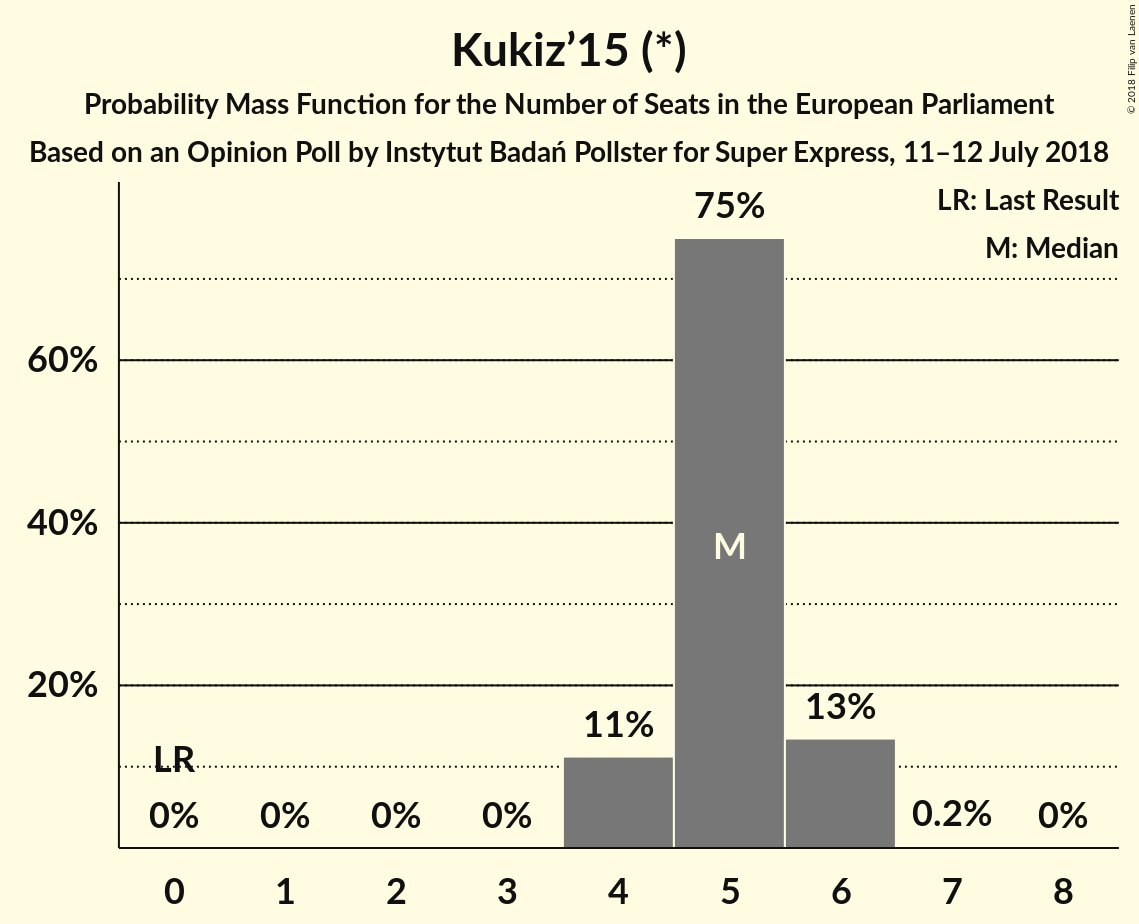 Kukiz’15 (*)
Probability Mass Function for the Number of Seats in the European Parliament
Based on an Opinion Poll by Instytut Badań Pollster for Super Express, 11–12 July 2018
© 2018 Filip van Laenen
LR: Last Result
M: Median
75%
60%
40%
M
20%
13%
11%
LR
0% 0% 0% 0% 0.2% 0%
0 1 2 3 4 5 6 7 8